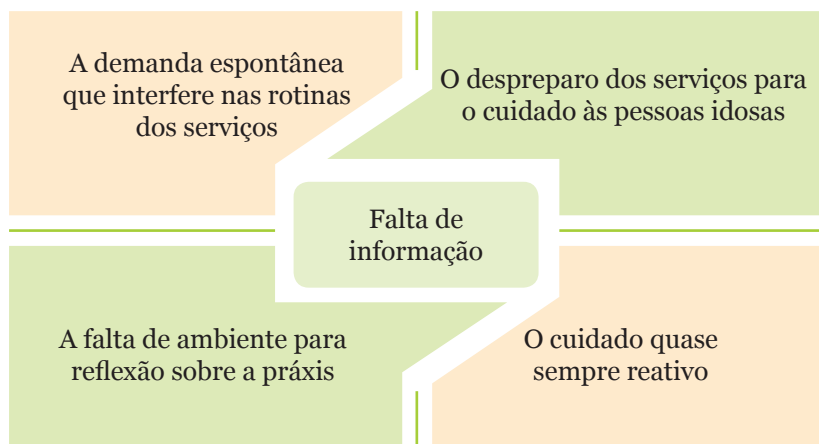 A demanda espontânea
que interfere nas rotinas
dos serviços
O despreparo dos serviços para
o cuidado às pessoas idosas
Falta de
informação
A falta de ambiente para
reflexão sobre a práxis
O cuidado quase
sempre reativo